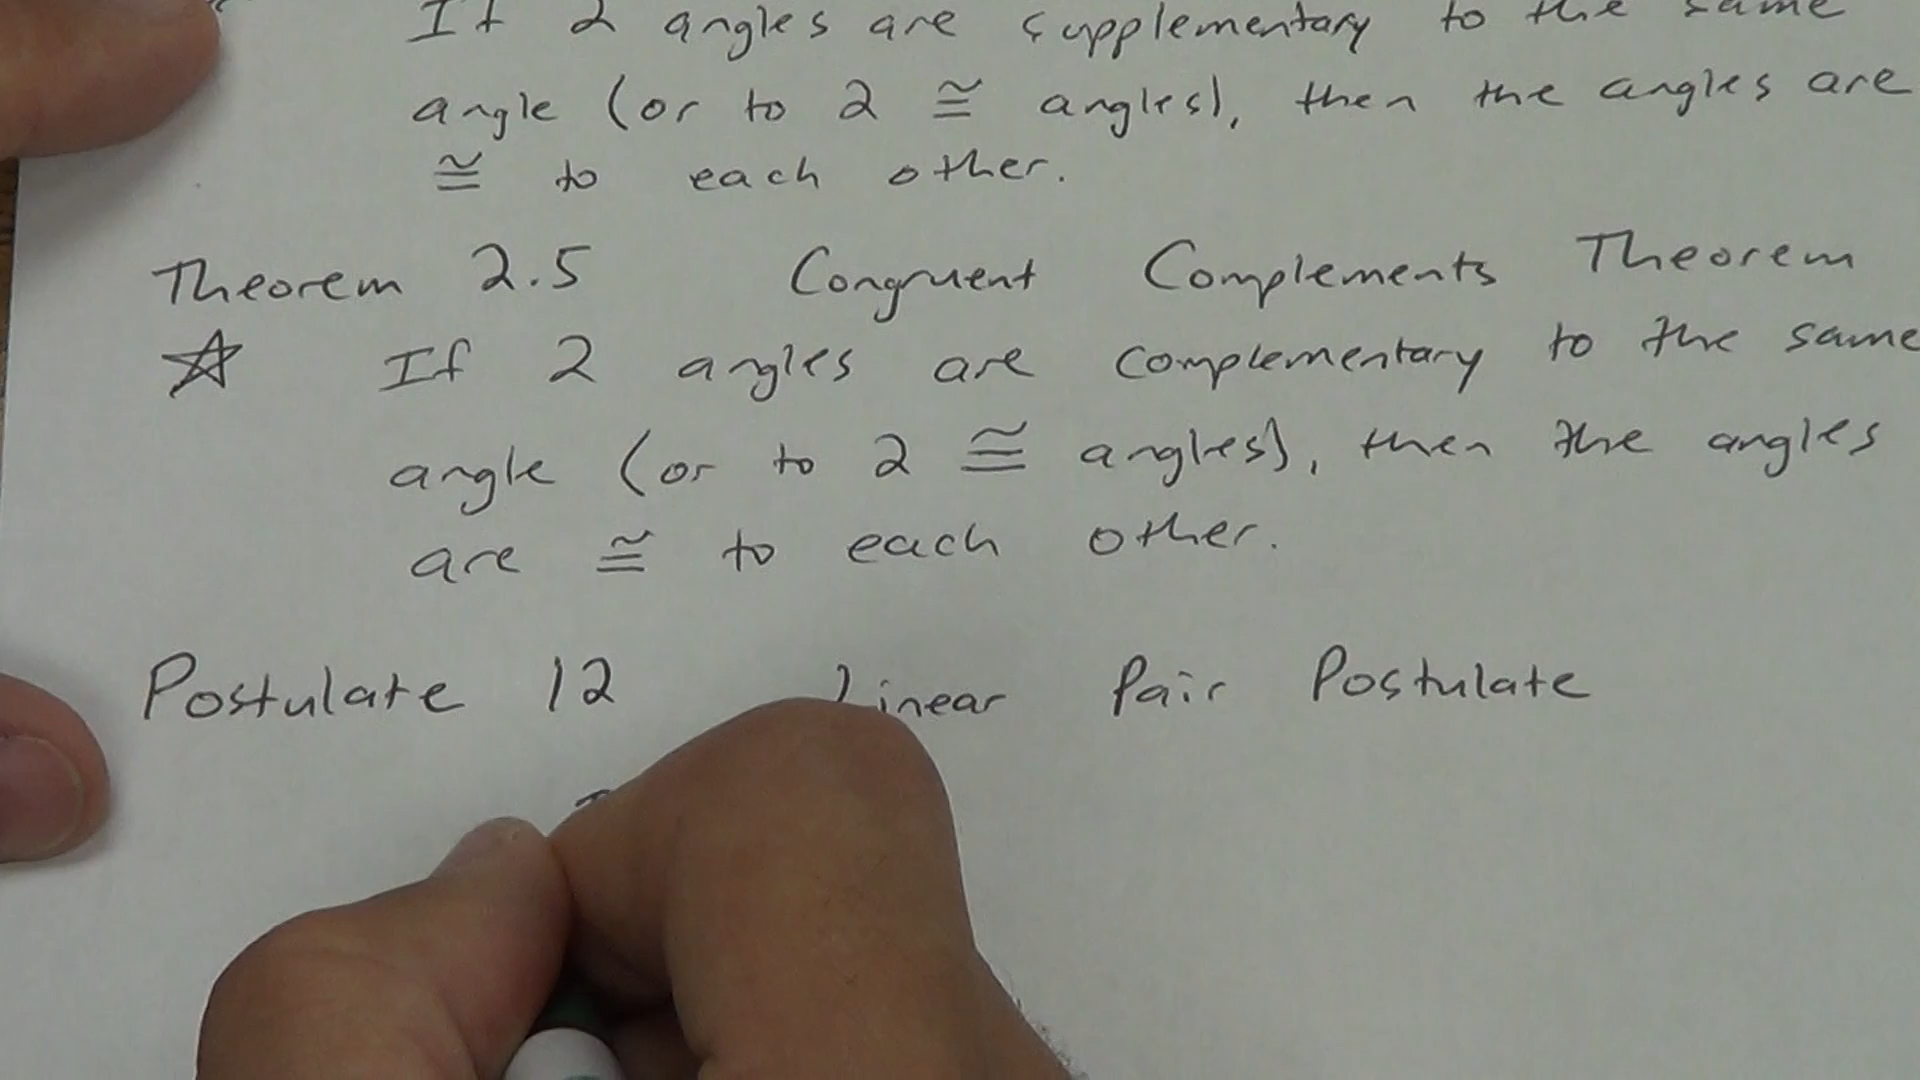 If 2 angles are supplementary to the same
angle (or to 2 ≅ angles), then the angles are
≅ to each other.
Theorem 2.5 Congruent Complements Theorem
☆ If 2 angles are complementary to the same
angle (or to 2 ≅ angles), then the angles
are ≅ to each other.
Postulate 12 Linear Pair Postulate